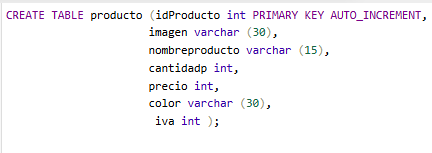 CREATE TABLE producto (idProducto int PRIMARY KEY AUTO_INCREMENT,
imagen varchar (30),
nombreproducto varchar (15),
cantidadp int,
precio int,
color varchar (30),
iva int );